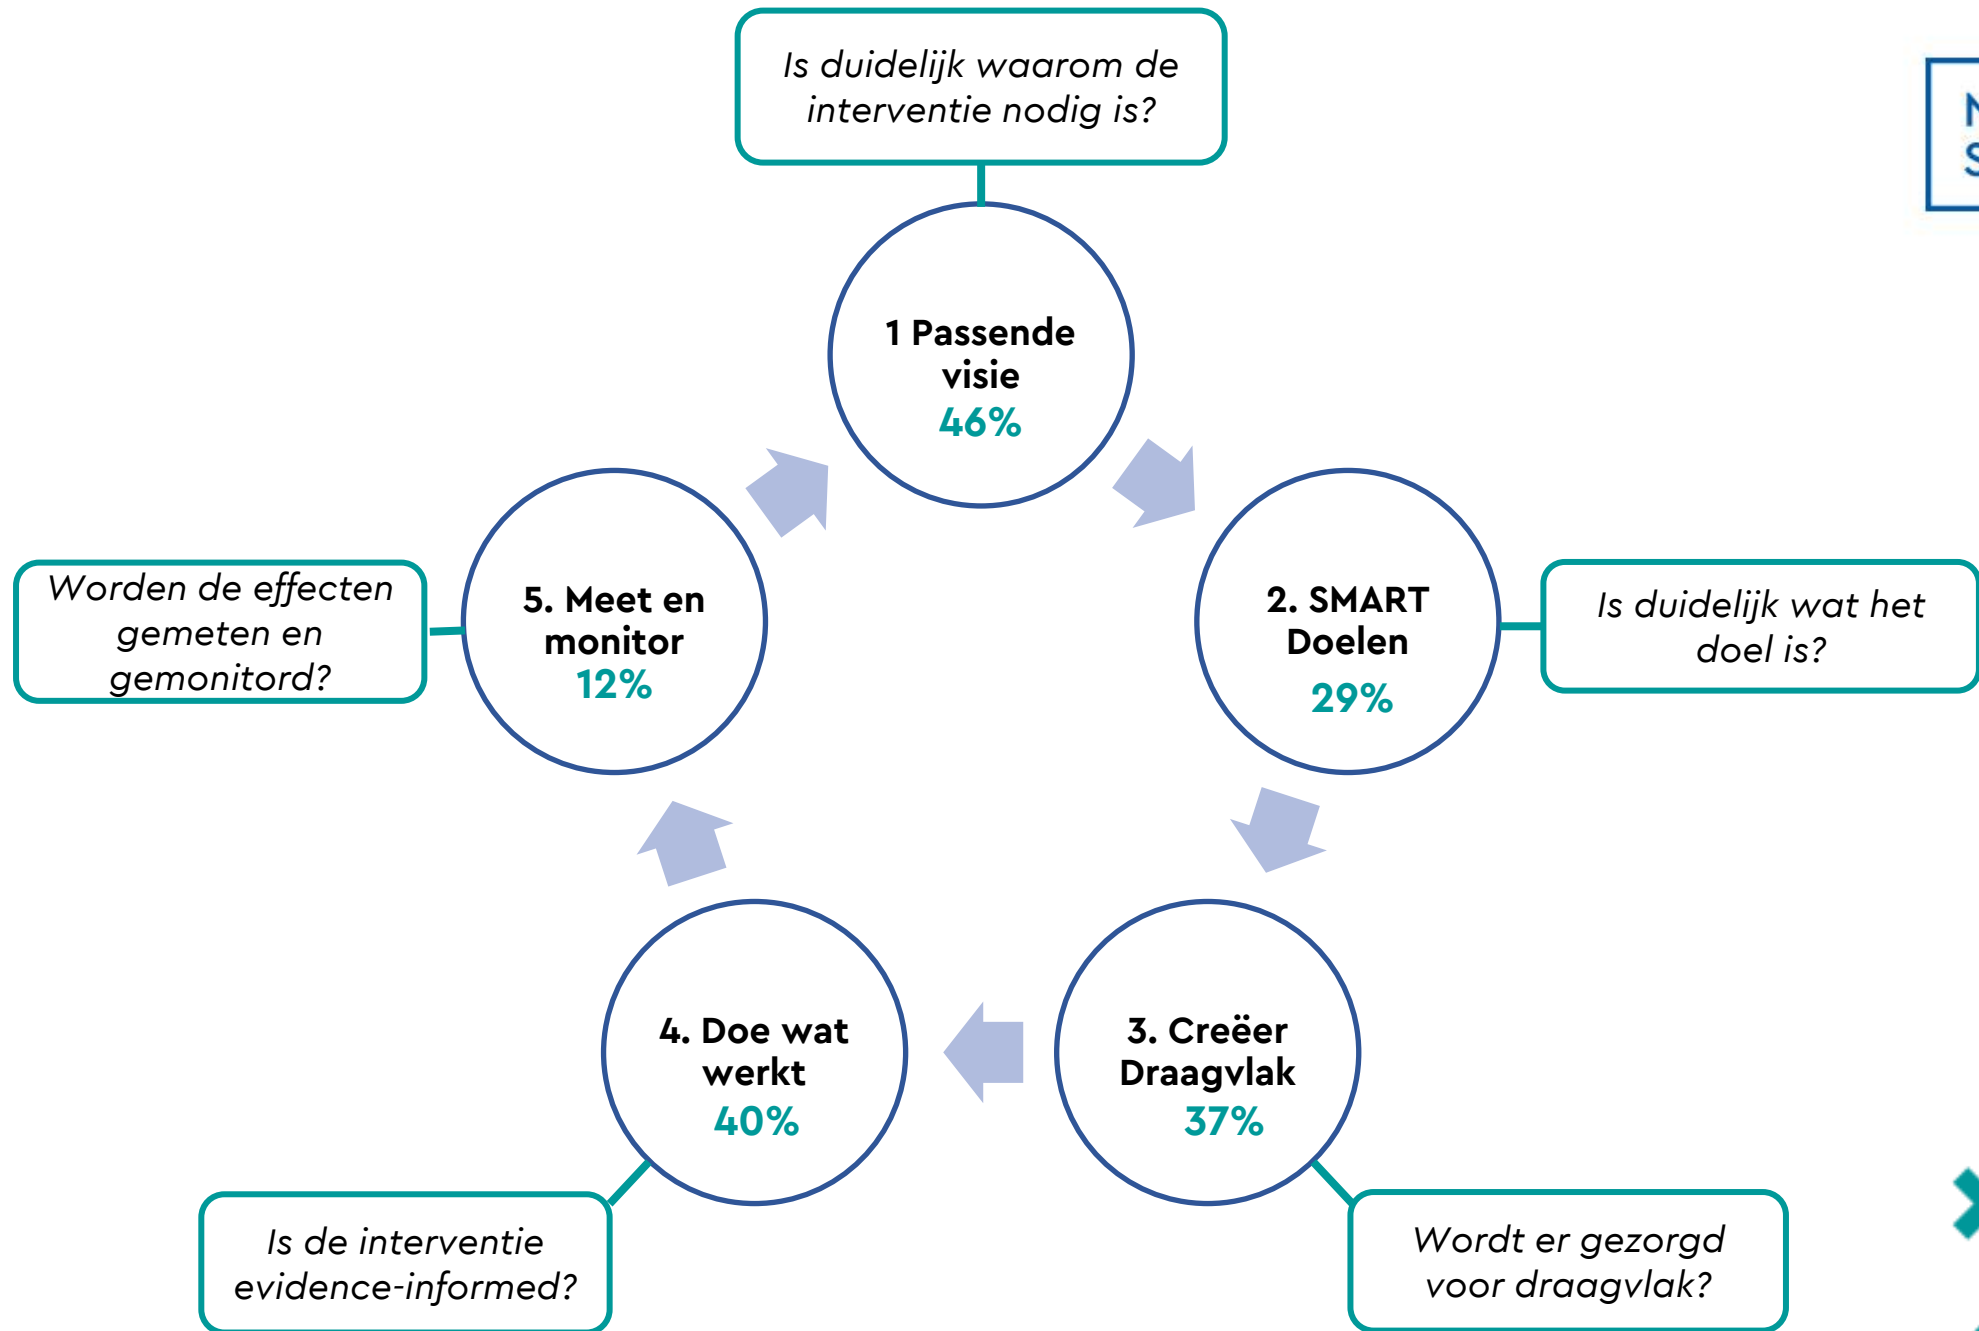 Is duidelijk waarom de
interventie nodig is?
N
S
1 Passende
visie
46%
2. SMART
Doelen
29%
Is duidelijk wat het
doel is?
3. Creëer
Draagvlak
37%
Wordt er gezorgd
voor draagvlak?
4. Doe wat
werkt
40%
Is de interventie
evidence-informed?
5. Meet en
monitor
12%
Worden de effecten
gemeten en
gemonitord?